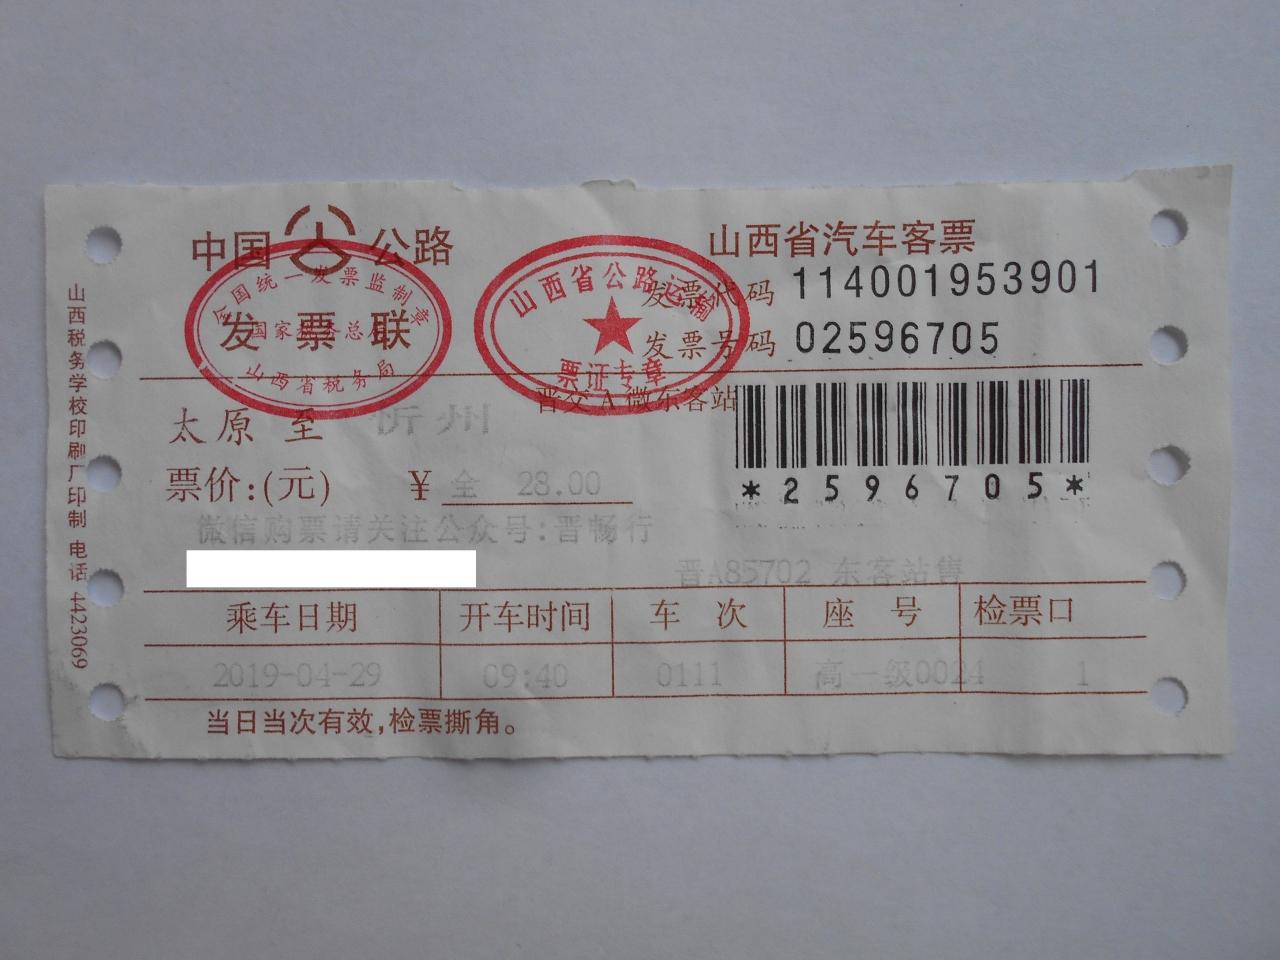 中国公路
山西省汽车客票
全国统一发票监制章
国家税务总局
山西省税务局
发票联
山西省公路运输
票证专章
发票代码 114001953901
发票号码 02596705
晋交A微东客站
太原 至 忻州
*2596705*
票价:(元) ¥ 全 28.00
微信购票请关注公众号:晋畅行
晋A85702 东客站售
乘车日期 开车时间 车次 座号 检票口
2019-04-29 09:40 0111 高一级0024 1
当日当次有效,检票撕角。
山西税务学校印刷厂印制 电话 4423069